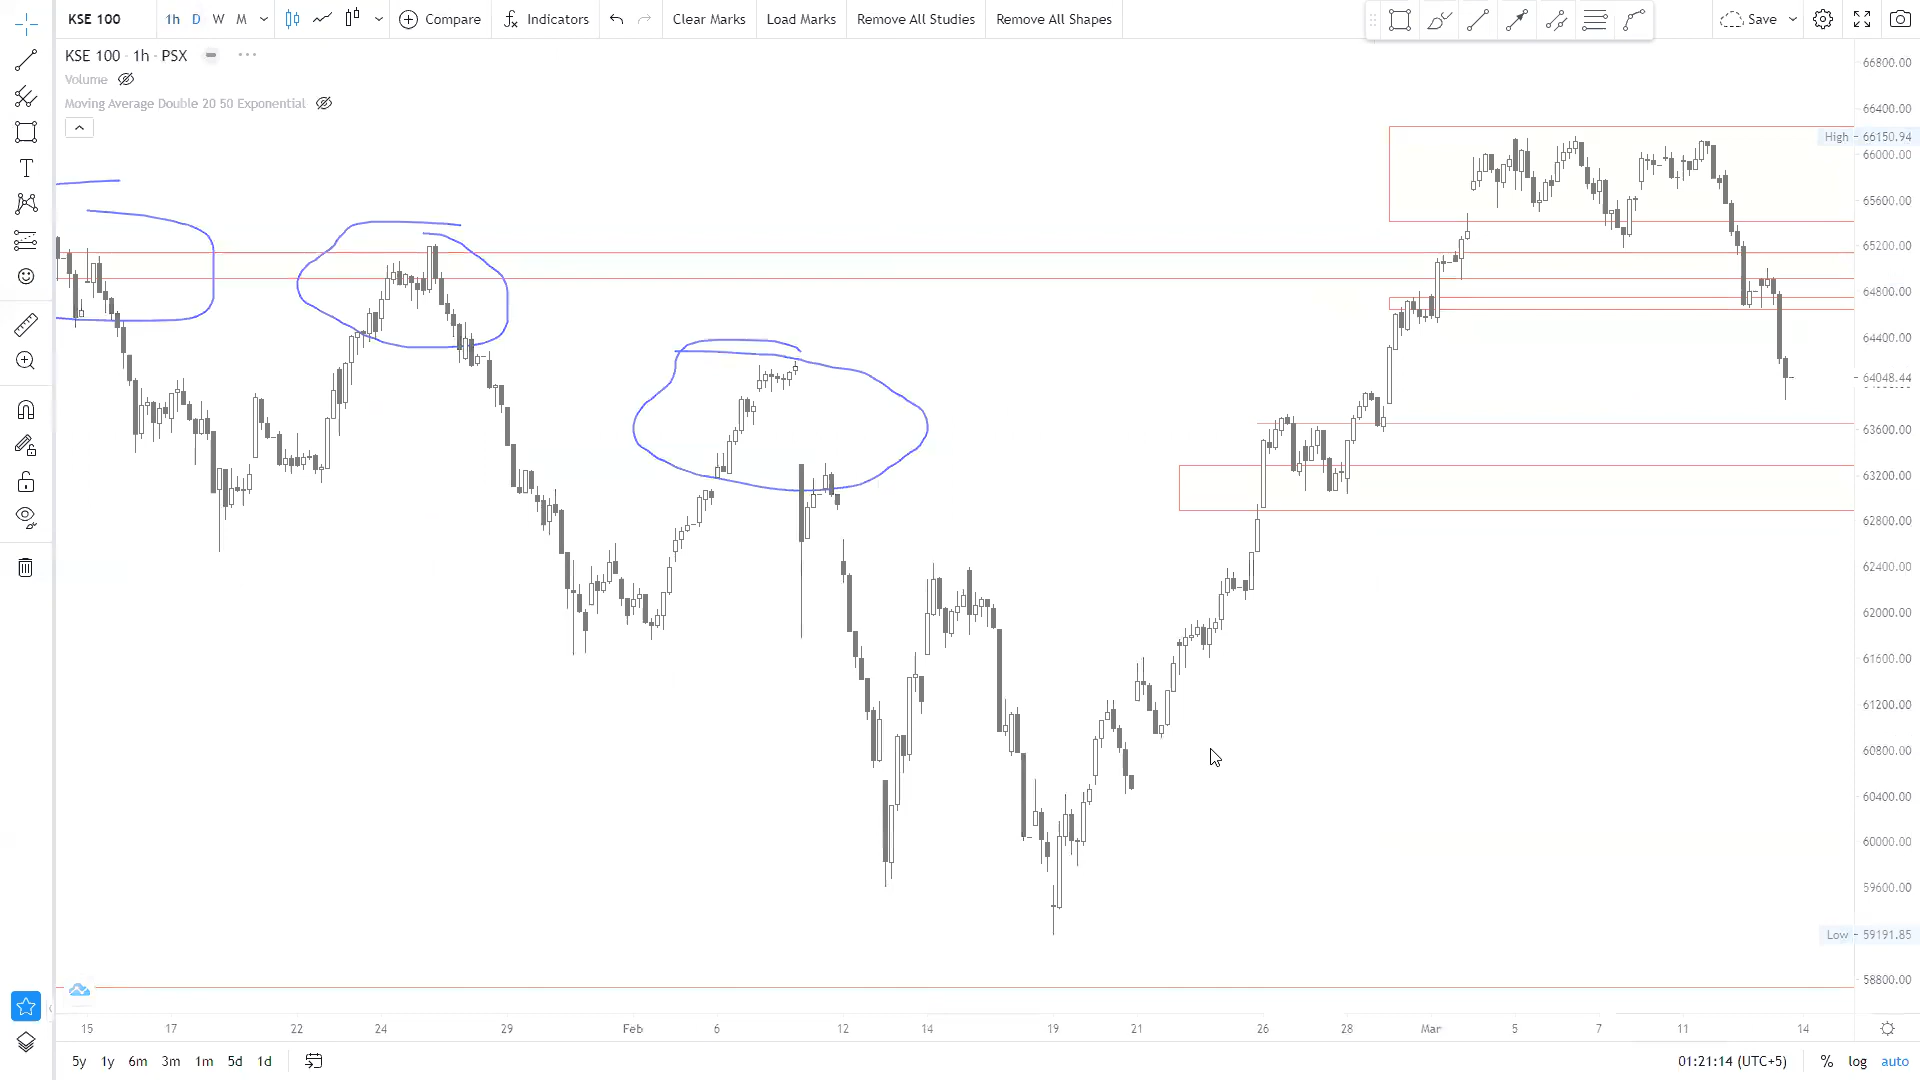 KSE 100 1h D W M Compare Indicators Clear Marks Load Marks Remove All Studies Remove All Shapes Save
KSE 100 · 1h · PSX
Volume
Moving Average Double 20 50 Exponential
66800.00
66400.00
High 66150.94
66000.00
65600.00
65200.00
64800.00
64400.00
64048.44
63600.00
63200.00
62800.00
62400.00
62000.00
61600.00
61200.00
60800.00
60400.00
60000.00
59600.00
Low 59191.85
58800.00
15 17 22 24 29 Feb 6 12 14 19 21 26 28 Mar 5 7 11 14
5y 1y 6m 3m 1m 5d 1d 01:21:14 (UTC+5) % log auto